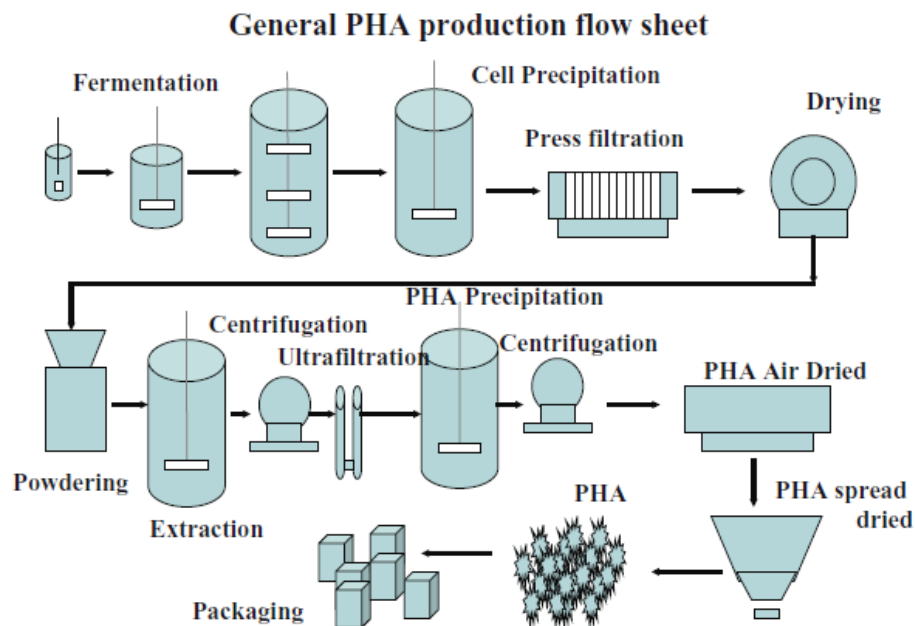 General PHA production flow sheet
Fermentation
Cell Precipitation
Drying
Press filtration
PHA Precipitation
Centrifugation
Ultrafiltration
Centrifugation
PHA Air Dried
Powdering
Extraction
PHA
PHA spread
dried
Packaging